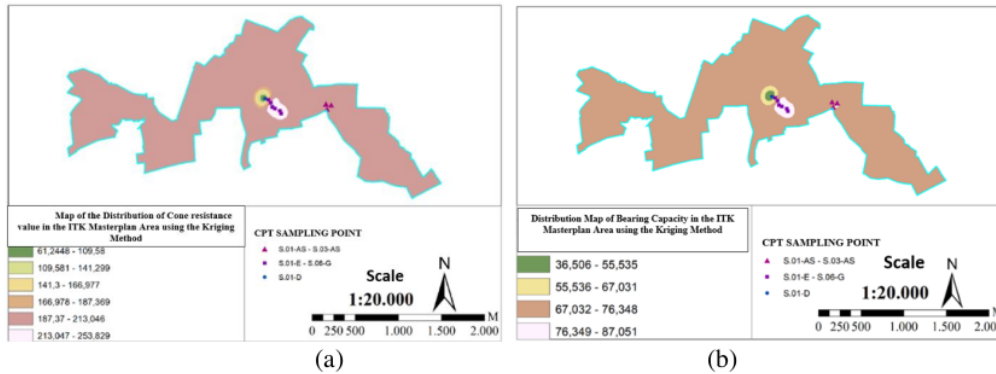 Map of the Distribution of Cone resistance
value in the ITK Masterplan Area using the Kriging
Method
61,2448 - 109,58
109,581 - 141,299
141,3 - 166,977
166,978 - 187,369
187,37 - 213,046
213,047 - 253,829
CPT SAMPLING POINT
S.01-AS - S.03-AS
S.01-E - S.06-G
S.01-D
Scale
1:20.000
N
0 250 500 1.000 1.500 2.000
M
(a)
Distribution Map of Bearing Capacity in the ITK
Masterplan Area using the Kriging Method
36,506 - 55,535
55,536 - 67,031
67,032 - 76,348
76,349 - 87,051
CPT SAMPLING POINT
S.01-AS - S.03-AS
S.01-E - S.06-G
S.01-D
Scale
1:20.000
N
0 250 500 1.000 1.500 2.000
M
(b)